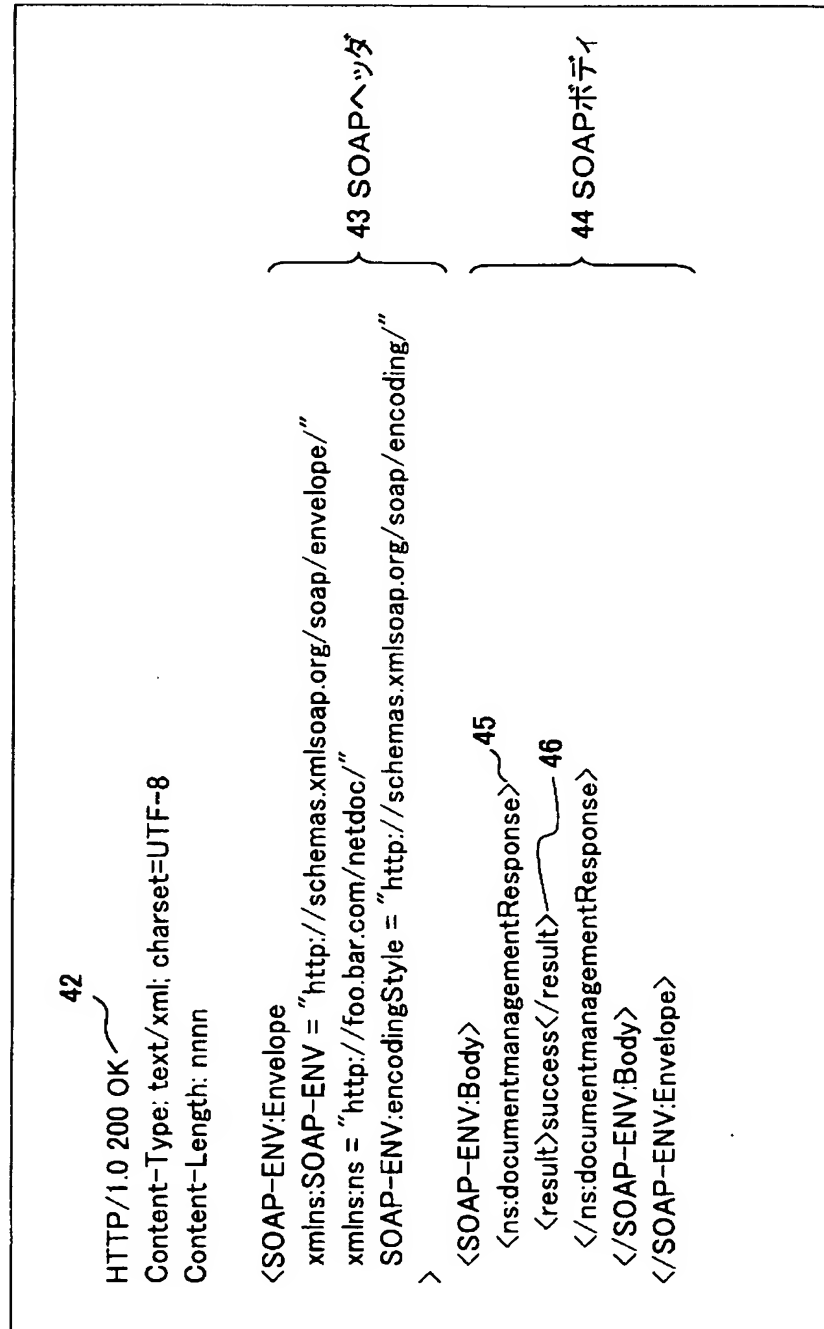 42
HTTP/1.0 200 OK
Content-Type: text/xml; charset=UTF-8
Content-Length: nnnn
<SOAP-ENV:Envelope
xmlns:SOAP-ENV = "http://schemas.xmlsoap.org/soap/envelope/"
xmlns:ns = "http://foo.bar.com/netdoc/"
SOAP-ENV:encodingStyle = "http://schemas.xmlsoap.org/soap/encoding/"
>
43 SOAPヘッダ
<SOAP-ENV:Body>
<ns:documentmanagementResponse> 45
<result>success</result> 46
</ns:documentmanagementResponse>
</SOAP-ENV:Body>
</SOAP-ENV:Envelope>
44 SOAPボディ